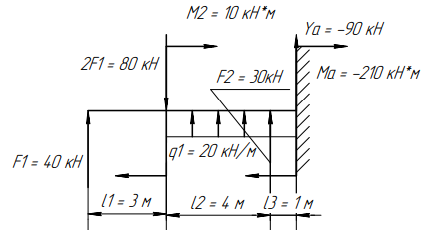 M2 = 10 кН*м
Ya = -90 кН
2F1 = 80 кН
F2 = 30кН
Ma = -210 кН*м
q1 = 20 кН/м
F1 = 40 кН
l1 = 3 м
l2 = 4 м
l3 = 1 м